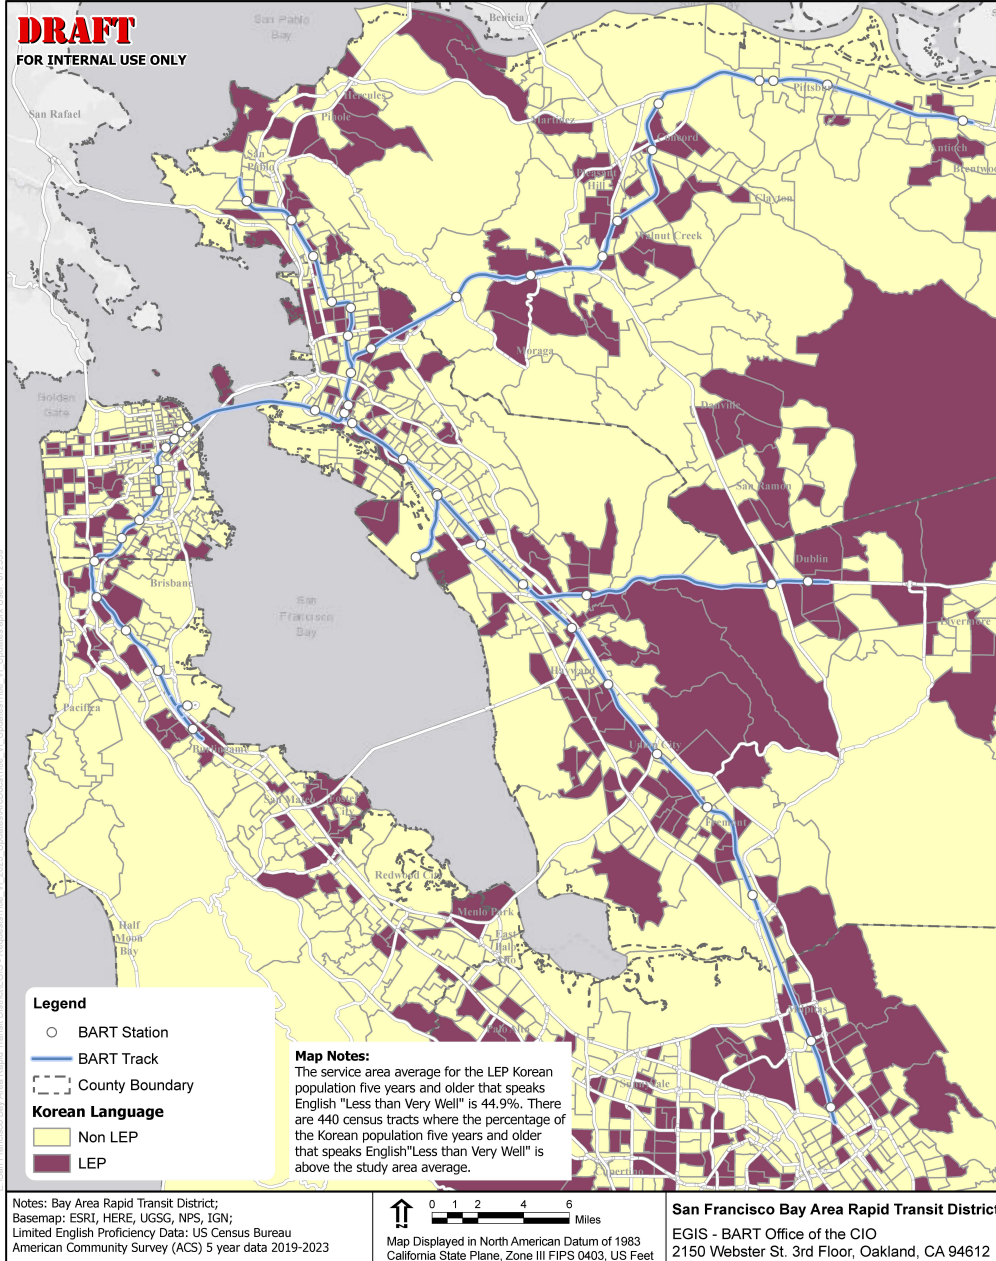 DRAFT
FOR INTERNAL USE ONLY
San Pablo
Bay
Benicia
San Rafael
Hercules
Pinole
Martinez
Pittsburg
San
Pablo
Concord
Antioch
Pleasant
Hill
Clayton
Walnut Creek
Moraga
Golden
Gate
Danville
San Ramon
Dublin
Brisbane
San
Francisco
Bay
Livermore
Hayward
Pacifica
Union City
Burlingame
San Mateo
City
Fremont
Redwood City
Menlo Park
Half
Moon
Bay
East
Palo
Alto
Milpitas
Palo Alto
Sunnyvale
Cupertino
Legend
BART Station
BART Track
County Boundary
Korean Language
Non LEP
LEP
Map Notes:
The service area average for the LEP Korean
population five years and older that speaks
English "Less than Very Well" is 44.9%. There
are 440 census tracts where the percentage of
the Korean population five years and older
that speaks English"Less than Very Well" is
above the study area average.
Notes: Bay Area Rapid Transit District;
Basemap: ESRI, HERE, UGSG, NPS, IGN;
Limited English Proficiency Data: US Census Bureau
American Community Survey (ACS) 5 year data 2019-2023
0 1 2 4 6
Miles
Map Displayed in North American Datum of 1983
California State Plane, Zone III FIPS 0403, US Feet
San Francisco Bay Area Rapid Transit District
EGIS - BART Office of the CIO
2150 Webster St. 3rd Floor, Oakland, CA 94612